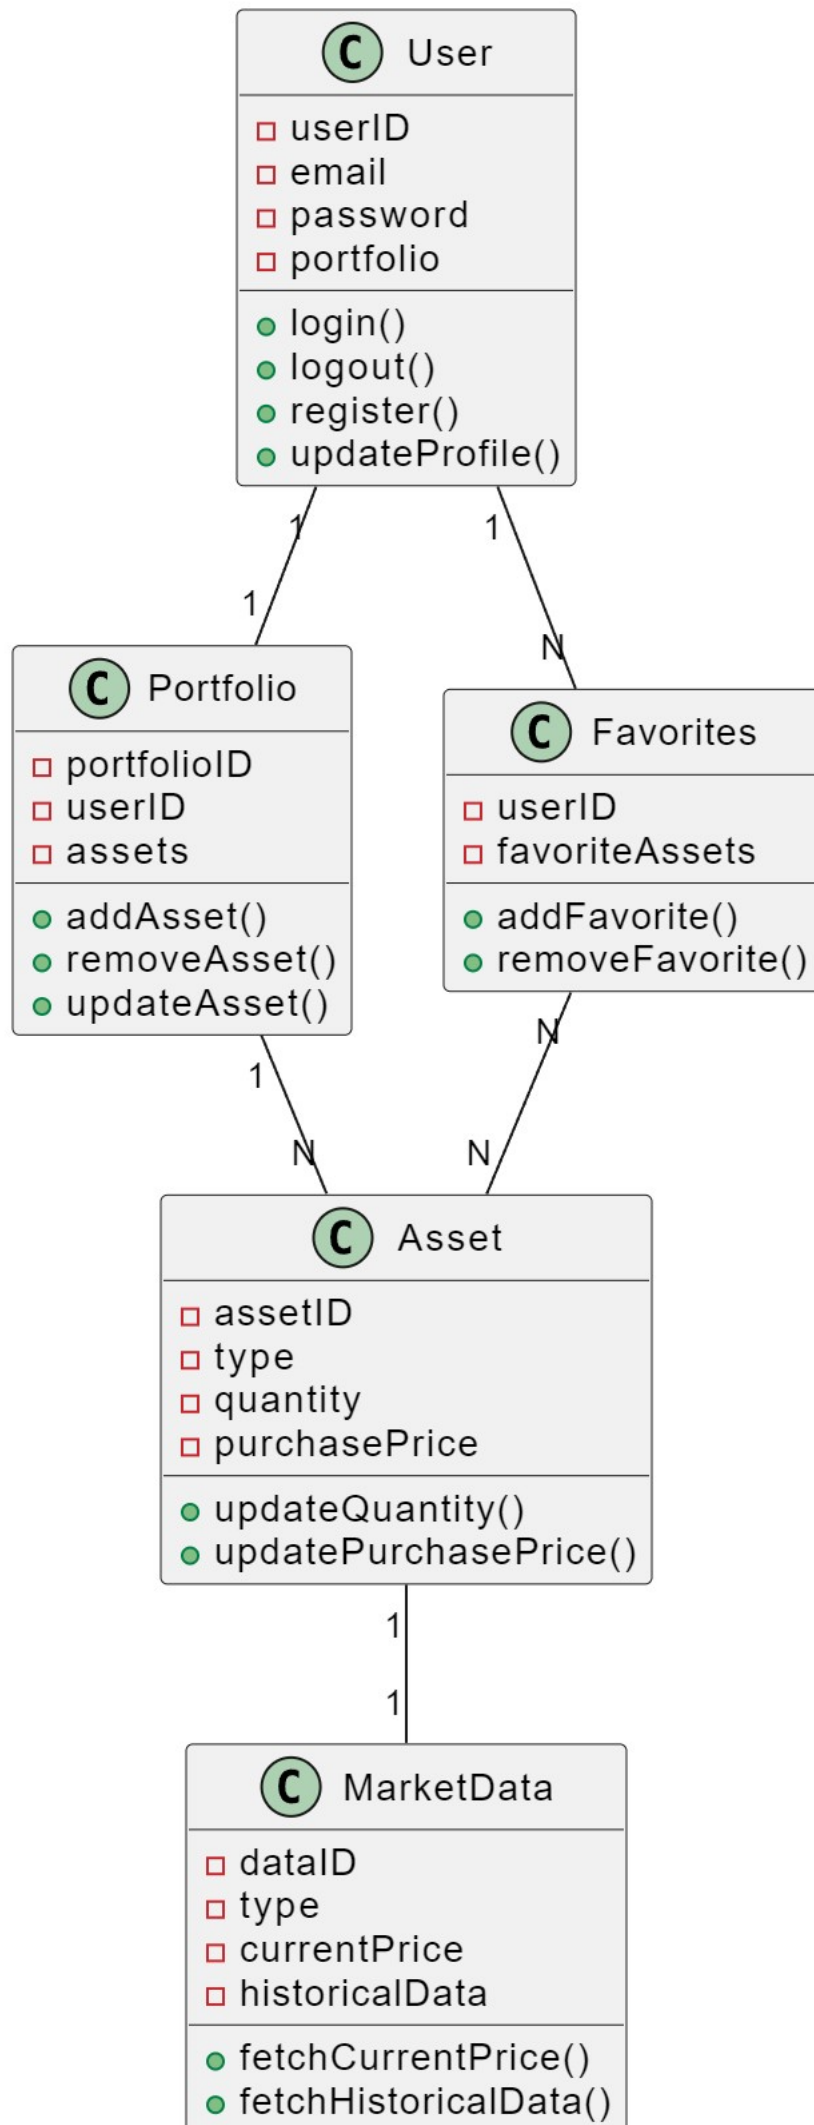 C User
userID
email
password
portfolio
login()
logout()
register()
updateProfile()
1
1
1
N
C Portfolio
portfolioID
userID
assets
addAsset()
removeAsset()
updateAsset()
C Favorites
userID
favoriteAssets
addFavorite()
removeFavorite()
1
N
N
N
C Asset
assetID
type
quantity
purchasePrice
updateQuantity()
updatePurchasePrice()
1
1
C MarketData
dataID
type
currentPrice
historicalData
fetchCurrentPrice()
fetchHistoricalData()